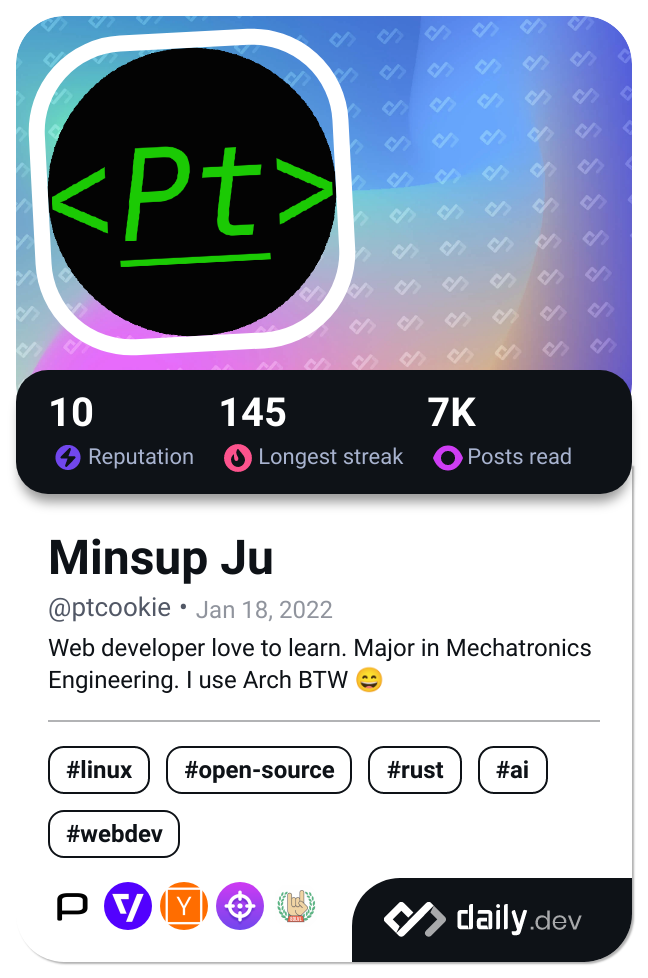 <Pt>
10 145 7K
Reputation Longest streak Posts read
Minsup Ju
@ptcookie • Jan 18, 2022
Web developer love to learn. Major in Mechatronics
Engineering. I use Arch BTW 😄
#linux #open-source #rust #ai
#webdev
Y
daily.dev